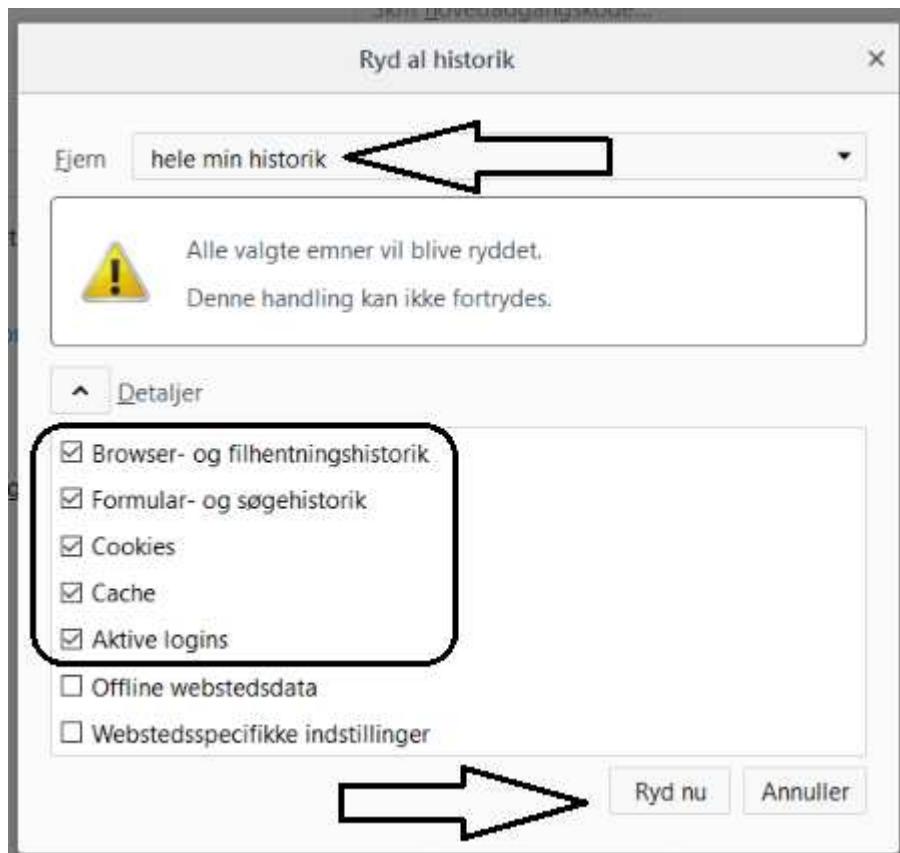 Ryd al historik
Fjern hele min historik
Alle valgte emner vil blive ryddet.
Denne handling kan ikke fortrydes.
Detaljer
Browser- og filhentningshistorik
Formular- og søgehistorik
Cookies
Cache
Aktive logins
Offline webstedsdata
Webstedsspecifikke indstillinger
Ryd nu Annuller